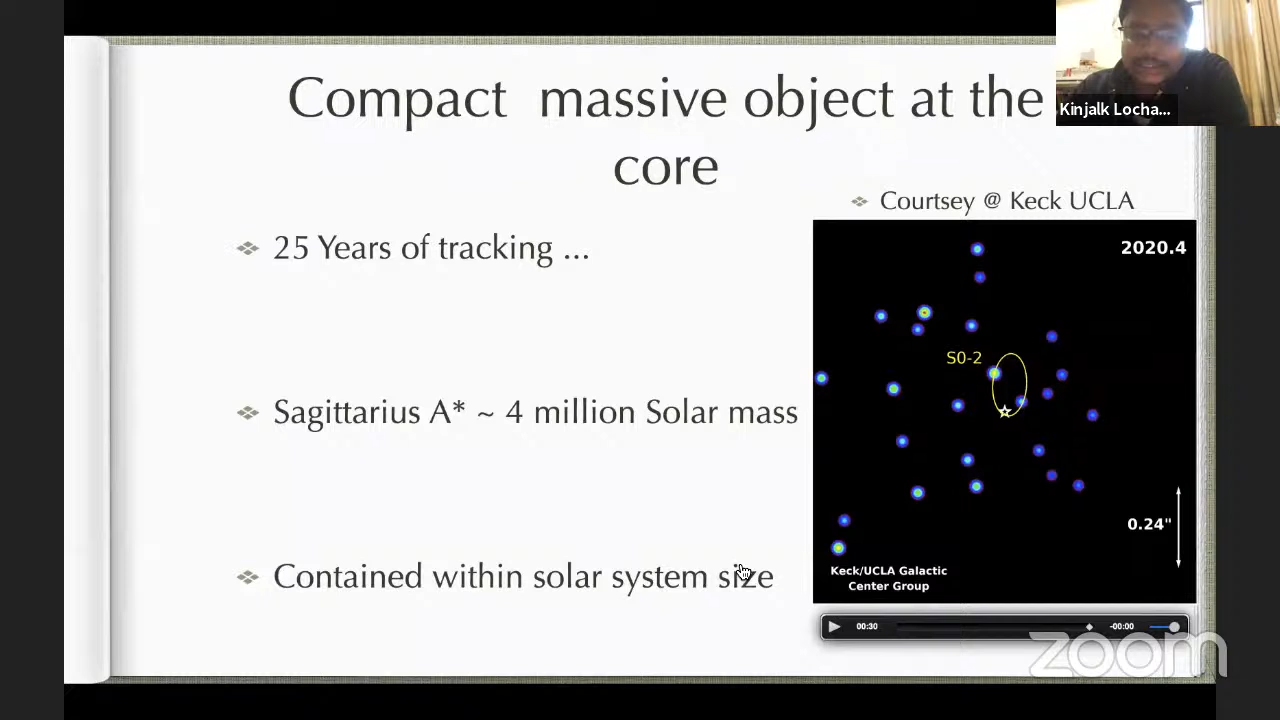 Compact massive object at the
core
Kinjalk Locha...
Courtsey @ Keck UCLA
25 Years of tracking ...
Sagittarius A* ~ 4 million Solar mass
Contained within solar system size
2020.4
S0-2
0.24"
Keck/UCLA Galactic
Center Group
00:30
-00:00
zoom